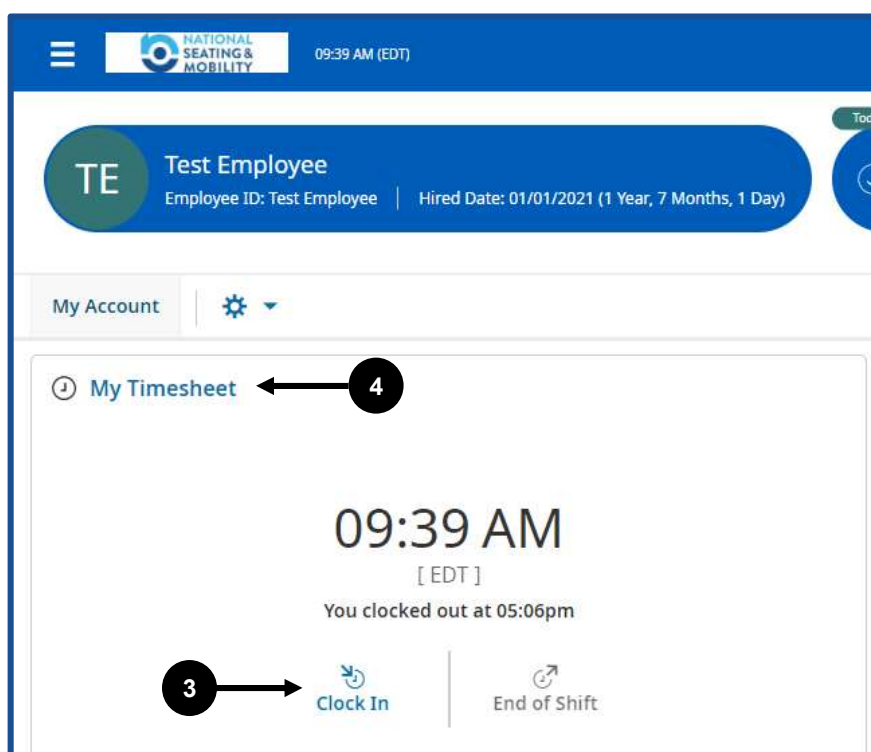 NATIONAL
SEATING &
MOBILITY
09:39 AM (EDT)
TE
Test Employee
Employee ID: Test Employee | Hired Date: 01/01/2021 (1 Year, 7 Months, 1 Day)
My Account
My Timesheet
4
09:39 AM
[ EDT ]
You clocked out at 05:06pm
3
Clock In
End of Shift